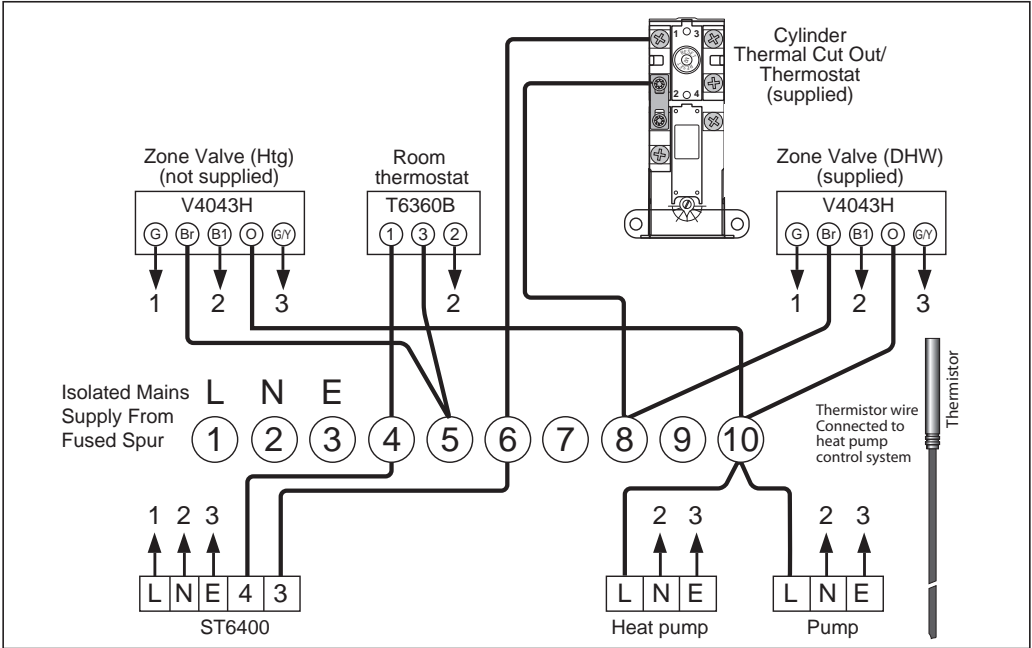 Cylinder
Thermal Cut Out/
Thermostat
(supplied)
1 3
2 4
Zone Valve (Htg)
(not supplied)
V4043H
G Br B1 O G/Y
1 2 3
Room
thermostat
T6360B
1 3 2
2
Zone Valve (DHW)
(supplied)
V4043H
G Br B1 O G/Y
1 2 3
Isolated Mains
Supply From
Fused Spur
L N E
1 2 3 4 5 6 7 8 9 10
Thermistor wire
Connected to
heat pump
control system
Thermistor
1 2 3
L N E 4 3
ST6400
2 3
L N E
Heat pump
2 3
L N E
Pump